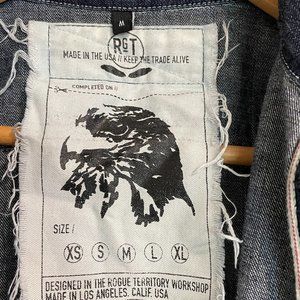 M
RGT
MADE IN THE USA // KEEP THE TRADE ALIVE
COMPLETED ON //
SIZE /
XS S M L XL
DESIGNED IN THE ROGUE TERRITORY WORKSHOP
MADE IN LOS ANGELES, CALIF. USA